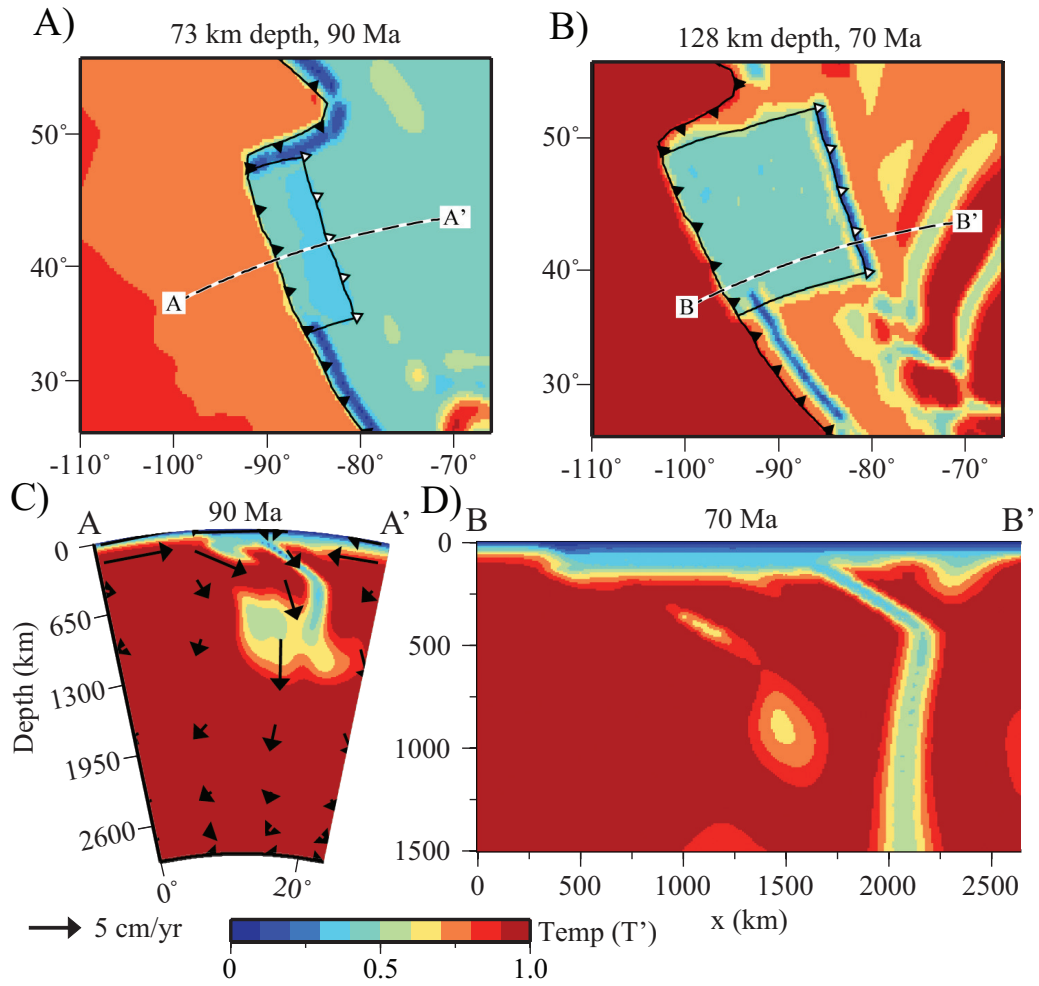 A)
73 km depth, 90 Ma
50°
40°
30°
A
A'
-110° -100° -90° -80° -70°
B)
128 km depth, 70 Ma
50°
40°
30°
B
B'
-110° -100° -90° -80° -70°
C)
A
90 Ma
A'
0
650
1300
1950
2600
Depth (km)
0°
20°
D)
B
70 Ma
B'
0
500
1000
1500
0 500 1000 1500 2000 2500
x (km)
5 cm/yr
Temp (T')
0 0.5 1.0